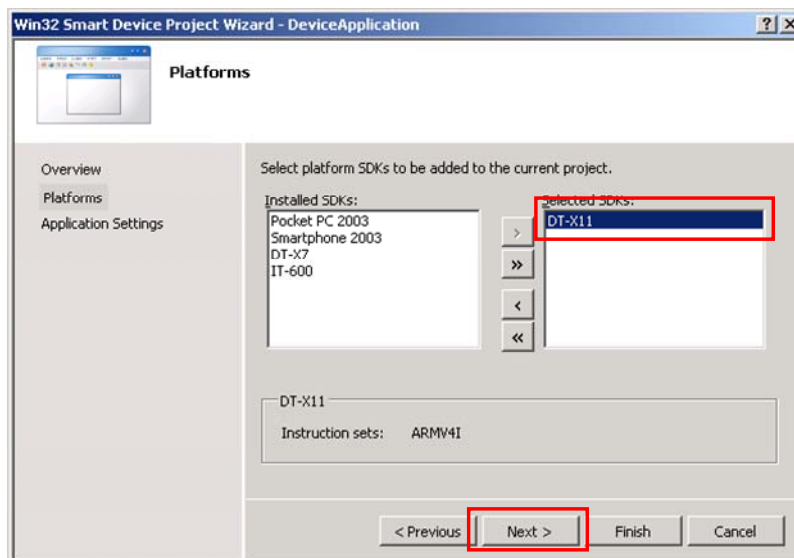 Win32 Smart Device Project Wizard - DeviceApplication
Platforms
Overview
Platforms
Application Settings
Select platform SDKs to be added to the current project.
Installed SDKs:
Selected SDKs:
Pocket PC 2003
Smartphone 2003
DT-X7
IT-600
DT-X11
>
>>
<
<<
DT-X11
Instruction sets: ARMV4I
< Previous
Next >
Finish
Cancel